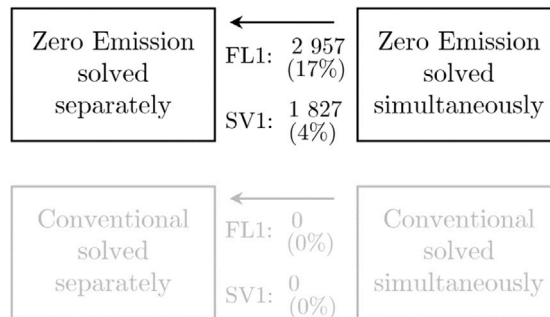 Zero Emission
solved
separately
FL1: 2 957
(17%)
SV1: 1 827
(4%)
Zero Emission
solved
simultaneously
Conventional
solved
separately
FL1: 0
(0%)
SV1: 0
(0%)
Conventional
solved
simultaneously